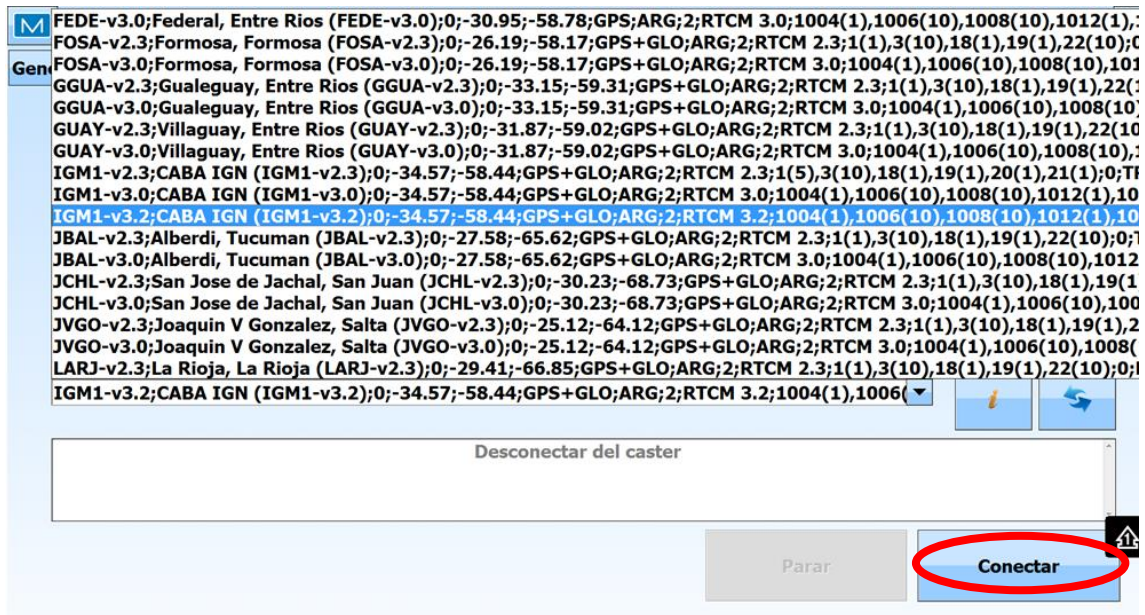 FEDE-v3.0;Federal, Entre Rios (FEDE-v3.0);0;-30.95;-58.78;GPS;ARG;2;RTCM 3.0;1004(1),1006(10),1008(10),1012(1),
FOSA-v2.3;Formosa, Formosa (FOSA-v2.3);0;-26.19;-58.17;GPS+GLO;ARG;2;RTCM 2.3;1(1),3(10),18(1),19(1),22(10);0
Gene
FOSA-v3.0;Formosa, Formosa (FOSA-v3.0);0;-26.19;-58.17;GPS+GLO;ARG;2;RTCM 3.0;1004(1),1006(10),1008(10),101
GGUA-v2.3;Gualeguay, Entre Rios (GGUA-v2.3);0;-33.15;-59.31;GPS+GLO;ARG;2;RTCM 2.3;1(1),3(10),18(1),19(1),22(1
GGUA-v3.0;Gualeguay, Entre Rios (GGUA-v3.0);0;-33.15;-59.31;GPS+GLO;ARG;2;RTCM 3.0;1004(1),1006(10),1008(10)
GUAY-v2.3;Villaguay, Entre Rios (GUAY-v2.3);0;-31.87;-59.02;GPS+GLO;ARG;2;RTCM 2.3;1(1),3(10),18(1),19(1),22(10
GUAY-v3.0;Villaguay, Entre Rios (GUAY-v3.0);0;-31.87;-59.02;GPS+GLO;ARG;2;RTCM 3.0;1004(1),1006(10),1008(10),1
IGM1-v2.3;CABA IGN (IGM1-v2.3);0;-34.57;-58.44;GPS+GLO;ARG;2;RTCM 2.3;1(5),3(10),18(1),19(1),20(1),21(1);0;TR
IGM1-v3.0;CABA IGN (IGM1-v3.0);0;-34.57;-58.44;GPS+GLO;ARG;2;RTCM 3.0;1004(1),1006(10),1008(10),1012(1),10
IGM1-v3.2;CABA IGN (IGM1-v3.2);0;-34.57;-58.44;GPS+GLO;ARG;2;RTCM 3.2;1004(1),1006(10),1008(10),1012(1),10
JBAL-v2.3;Alberdi, Tucuman (JBAL-v2.3);0;-27.58;-65.62;GPS+GLO;ARG;2;RTCM 2.3;1(1),3(10),18(1),19(1),22(10);0;T
JBAL-v3.0;Alberdi, Tucuman (JBAL-v3.0);0;-27.58;-65.62;GPS+GLO;ARG;2;RTCM 3.0;1004(1),1006(10),1008(10),1012
JCHL-v2.3;San Jose de Jachal, San Juan (JCHL-v2.3);0;-30.23;-68.73;GPS+GLO;ARG;2;RTCM 2.3;1(1),3(10),18(1),19(1
JCHL-v3.0;San Jose de Jachal, San Juan (JCHL-v3.0);0;-30.23;-68.73;GPS+GLO;ARG;2;RTCM 3.0;1004(1),1006(10),100
JVGO-v2.3;Joaquin V Gonzalez, Salta (JVGO-v2.3);0;-25.12;-64.12;GPS+GLO;ARG;2;RTCM 2.3;1(1),3(10),18(1),19(1),2
JVGO-v3.0;Joaquin V Gonzalez, Salta (JVGO-v3.0);0;-25.12;-64.12;GPS+GLO;ARG;2;RTCM 3.0;1004(1),1006(10),1008(
LARJ-v2.3;La Rioja, La Rioja (LARJ-v2.3);0;-29.41;-66.85;GPS+GLO;ARG;2;RTCM 2.3;1(1),3(10),18(1),19(1),22(10);0;
IGM1-v3.2;CABA IGN (IGM1-v3.2);0;-34.57;-58.44;GPS+GLO;ARG;2;RTCM 3.2;1004(1),1006(
i
Desconectar del caster
Parar
Conectar